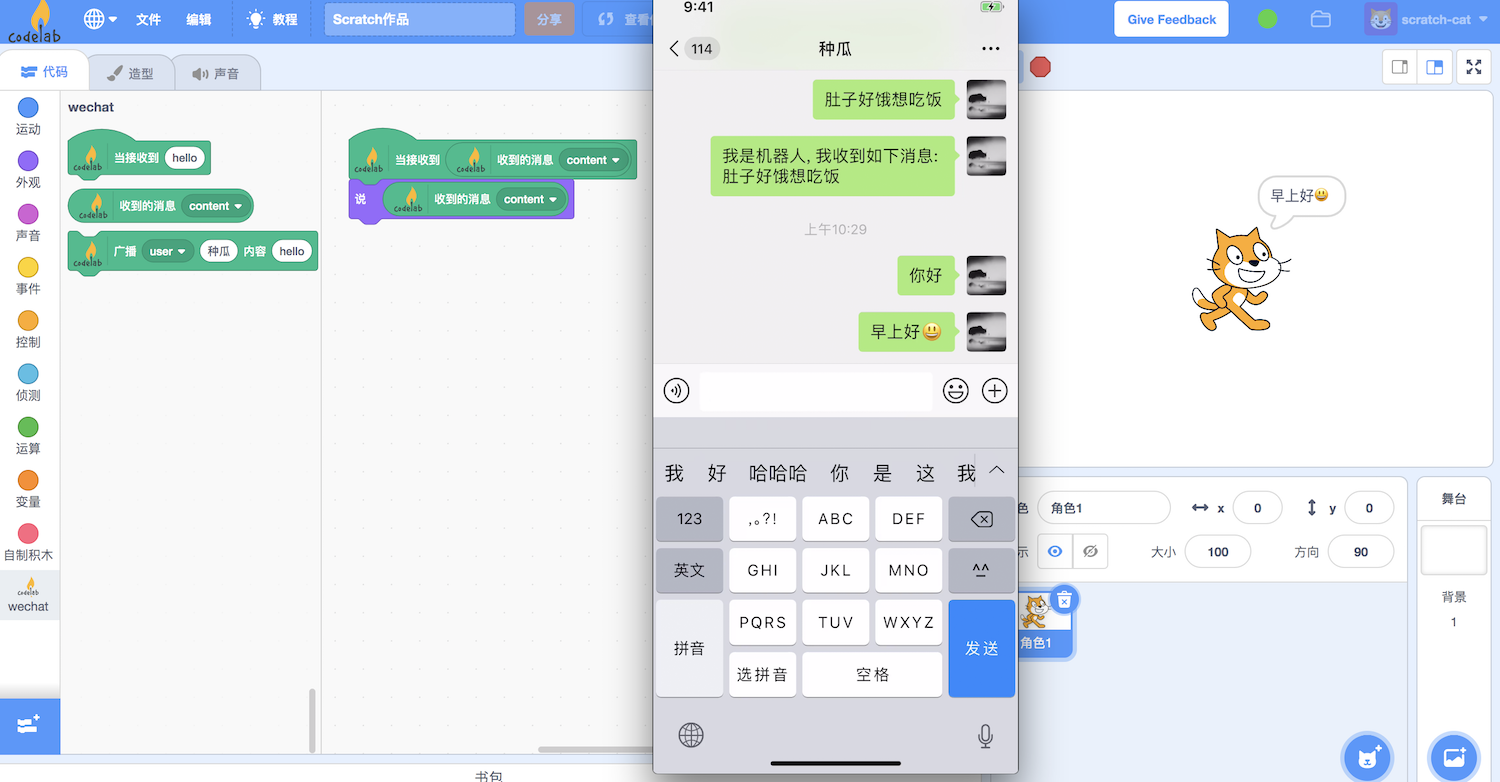 codelab
文件
编辑
教程
Scratch作品
分享
Give Feedback
scratch-cat
代码
造型
声音
运动
外观
声音
事件
控制
侦测
运算
变量
自制积木
codelab
wechat
wechat
codelab 当接收到 hello
codelab 收到的消息 content
codelab 广播 user 种瓜 内容 hello
codelab 当接收到 codelab 收到的消息 content
说 codelab 收到的消息 content
书包
9:41
114
种瓜
肚子好饿想吃饭
我是机器人, 我收到如下消息:
肚子好饿想吃饭
上午10:29
你好
早上好😃
我 好 哈哈哈 你 是 这 我
123 ,。?! ABC DEF
英文 GHI JKL MNO ^^
拼音 PQRS TUV WXYZ 发送
选拼音 空格
早上好😃
角色1
x 0
y 0
大小 100
方向 90
角色1
舞台
背景
1